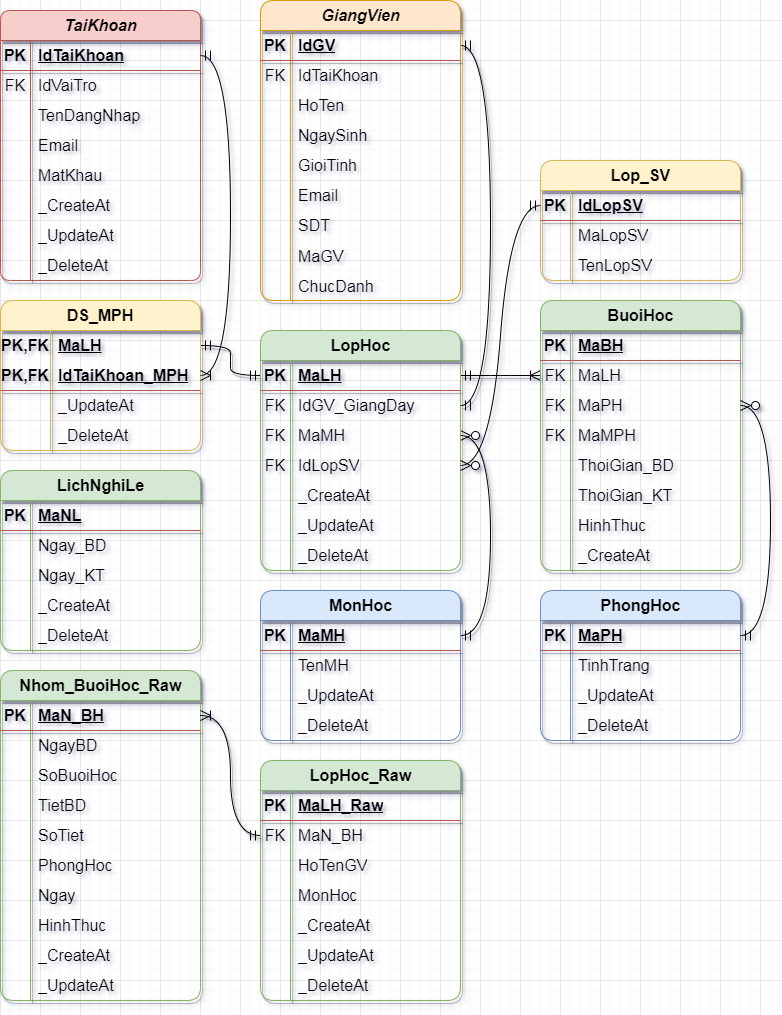 TaiKhoan
PK IdTaiKhoan
FK IdVaiTro
TenDangNhap
Email
MatKhau
_CreateAt
_UpdateAt
_DeleteAt
GiangVien
PK IdGV
FK IdTaiKhoan
HoTen
NgaySinh
GioiTinh
Email
SDT
MaGV
ChucDanh
Lop_SV
PK IdLopSV
MaLopSV
TenLopSV
DS_MPH
PK,FK MaLH
PK,FK IdTaiKhoan_MPH
_UpdateAt
_DeleteAt
LopHoc
PK MaLH
FK IdGV_GiangDay
FK MaMH
FK IdLopSV
_CreateAt
_UpdateAt
_DeleteAt
BuoiHoc
PK MaBH
FK MaLH
FK MaPH
FK MaMPH
ThoiGian_BD
ThoiGian_KT
HinhThuc
_CreateAt
LichNghiLe
PK MaNL
Ngay_BD
Ngay_KT
_CreateAt
_DeleteAt
MonHoc
PK MaMH
TenMH
_UpdateAt
_DeleteAt
PhongHoc
PK MaPH
TinhTrang
_UpdateAt
_DeleteAt
Nhom_BuoiHoc_Raw
PK MaN_BH
NgayBD
SoBuoiHoc
TietBD
SoTiet
PhongHoc
Ngay
HinhThuc
_CreateAt
_UpdateAt
LopHoc_Raw
PK MaLH_Raw
FK MaN_BH
HoTenGV
MonHoc
_CreateAt
_UpdateAt
_DeleteAt